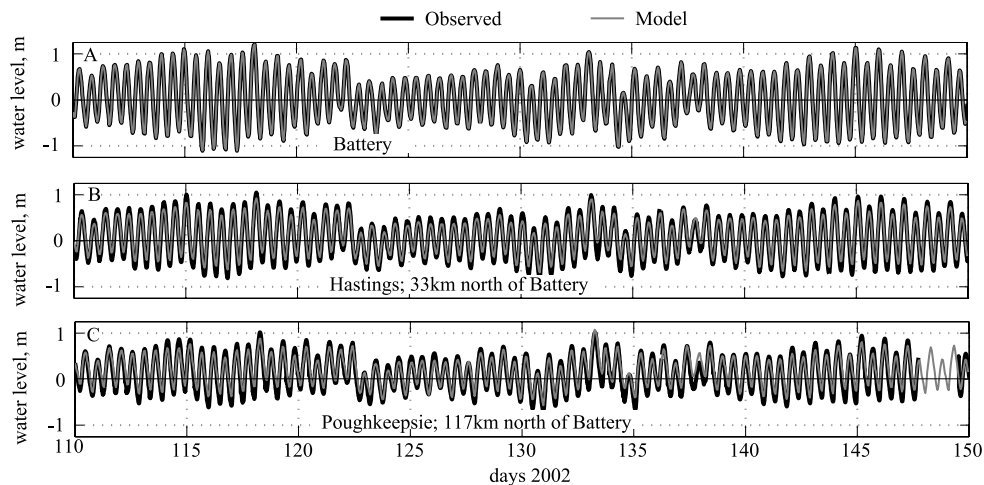 Observed Model
A
water level, m
1
0
-1
Battery
B
water level, m
1
0
-1
Hastings; 33km north of Battery
C
water level, m
1
0
-1
Poughkeepsie; 117km north of Battery
110 115 120 125 130 135 140 145 150
days 2002